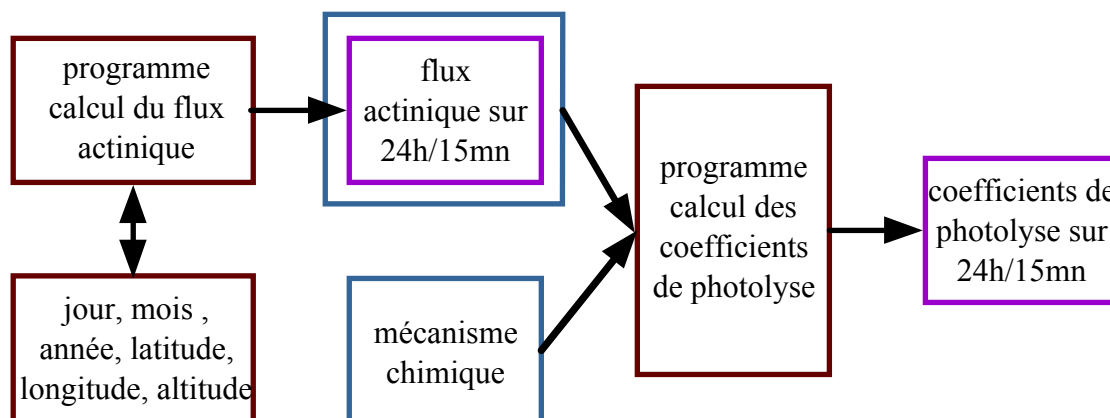 programme
calcul du flux
actinique
flux
actinique sur
24h/15mn
programme
calcul des
coefficients
de photolyse
coefficients de
photolyse sur
24h/15mn
jour, mois ,
année, latitude,
longitude, altitude
mécanisme
chimique